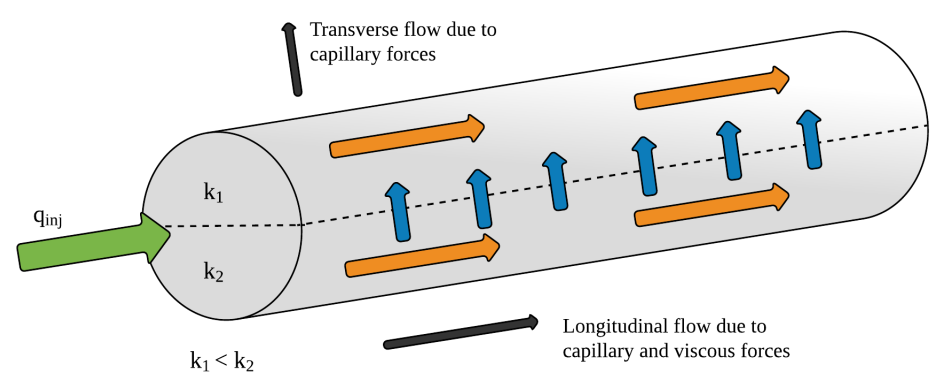 Transverse flow due to
capillary forces
k₁
q_inj
k₂
Longitudinal flow due to
capillary and viscous forces
k₁ < k₂